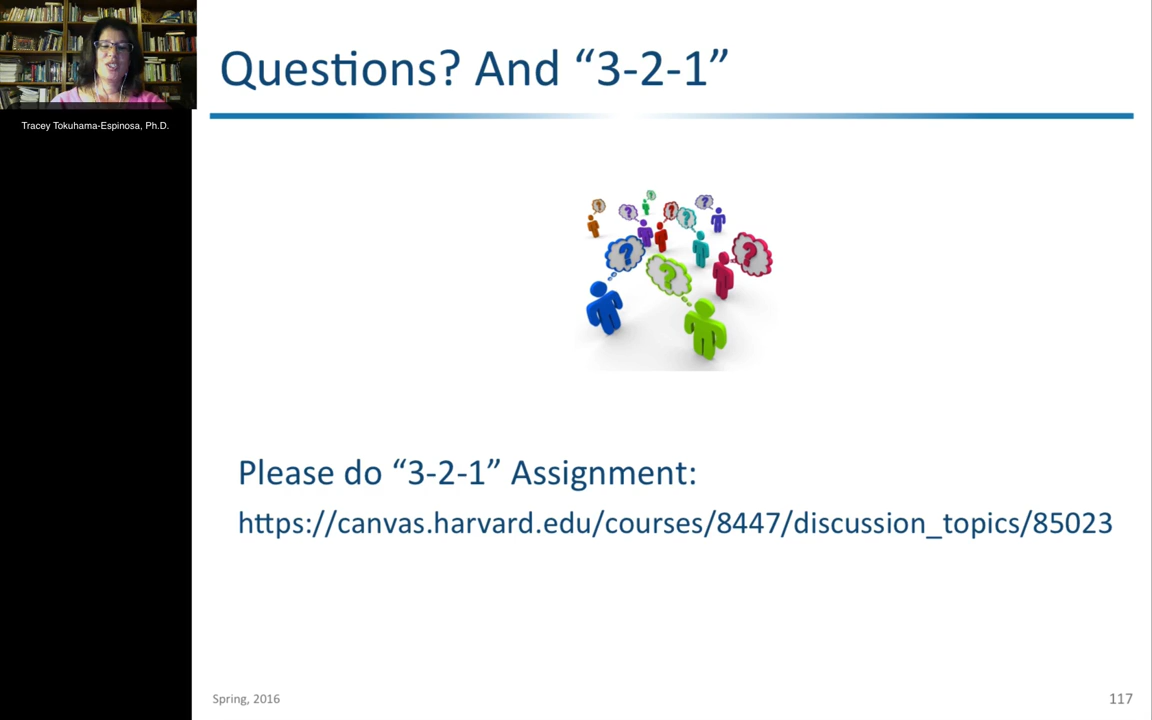 Questions? And “3-2-1”
Tracey Tokuhama-Espinosa, Ph.D.
? ? ? ? ? ? ? ? ?
Please do “3-2-1” Assignment:
https://canvas.harvard.edu/courses/8447/discussion_topics/85023
Spring, 2016
117